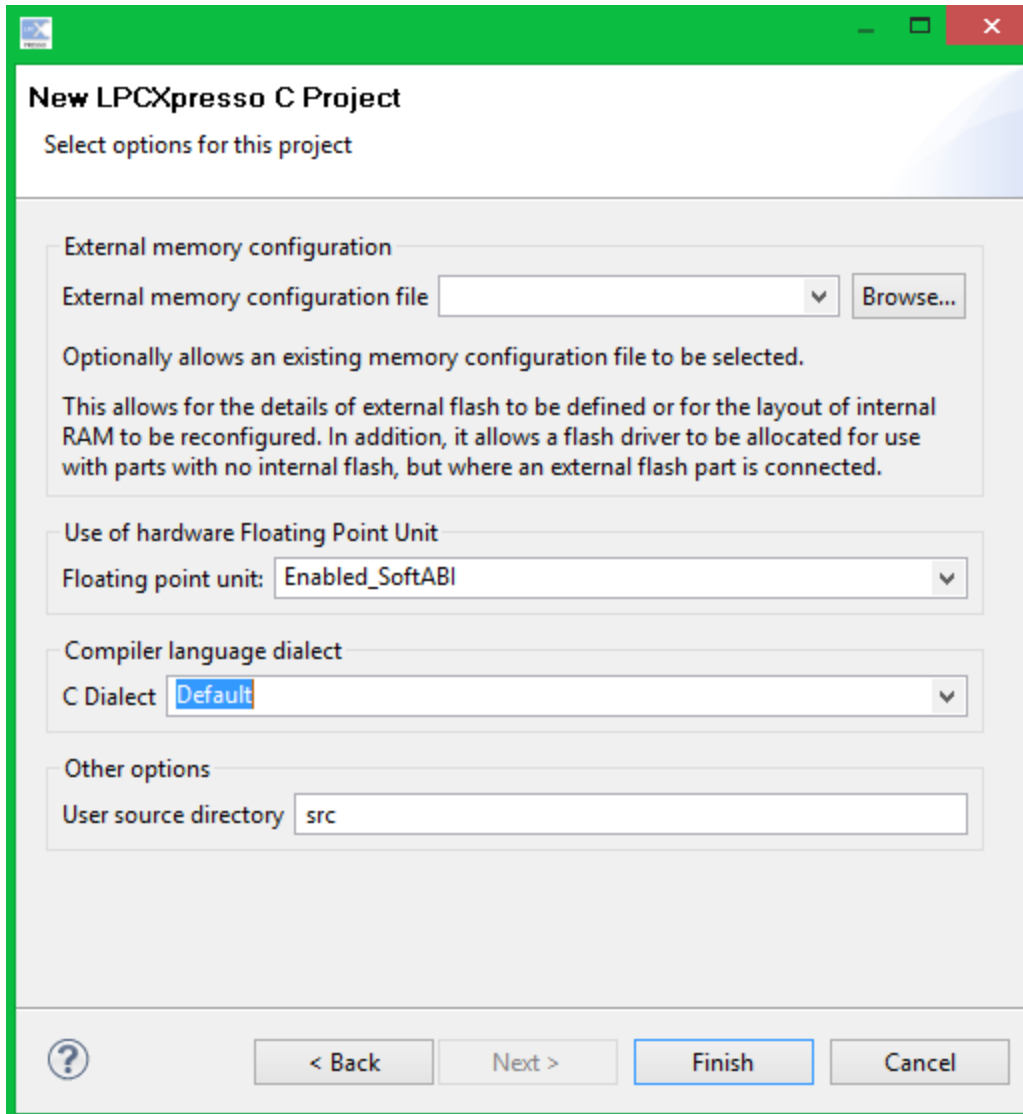 New LPCXpresso C Project
Select options for this project
External memory configuration
External memory configuration file
Browse...
Optionally allows an existing memory configuration file to be selected.
This allows for the details of external flash to be defined or for the layout of internal
RAM to be reconfigured. In addition, it allows a flash driver to be allocated for use
with parts with no internal flash, but where an external flash part is connected.
Use of hardware Floating Point Unit
Floating point unit: Enabled_SoftABI
Compiler language dialect
C Dialect Default
Other options
User source directory src
? < Back Next > Finish Cancel